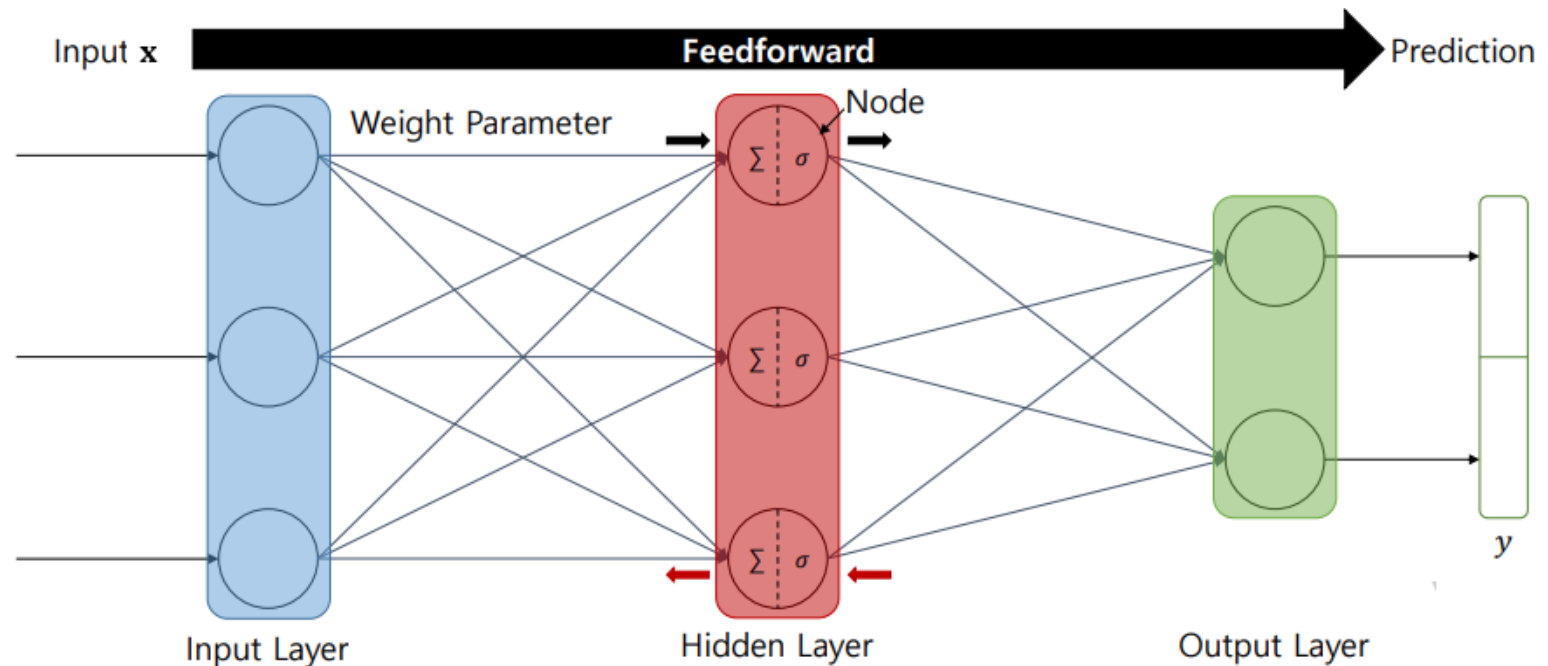 Input x
Feedforward
Prediction
Weight Parameter
Node
∑ σ
∑ σ
∑ σ
y
Input Layer
Hidden Layer
Output Layer